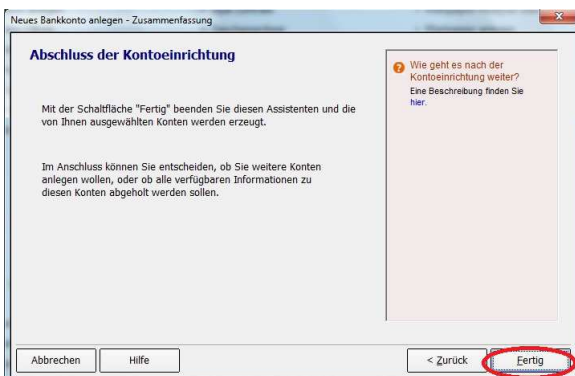 Neues Bankkonto anlegen - Zusammenfassung
Abschluss der Kontoeinrichtung
Mit der Schaltfläche "Fertig" beenden Sie diesen Assistenten und die
von Ihnen ausgewählten Konten werden erzeugt.
Im Anschluss können Sie entscheiden, ob Sie weitere Konten
anlegen wollen, oder ob alle verfügbaren Informationen zu
diesen Konten abgeholt werden sollen.
Wie geht es nach der
Kontoeinrichtung weiter?
Eine Beschreibung finden Sie
hier.
Abbrechen
Hilfe
< Zurück
Fertig